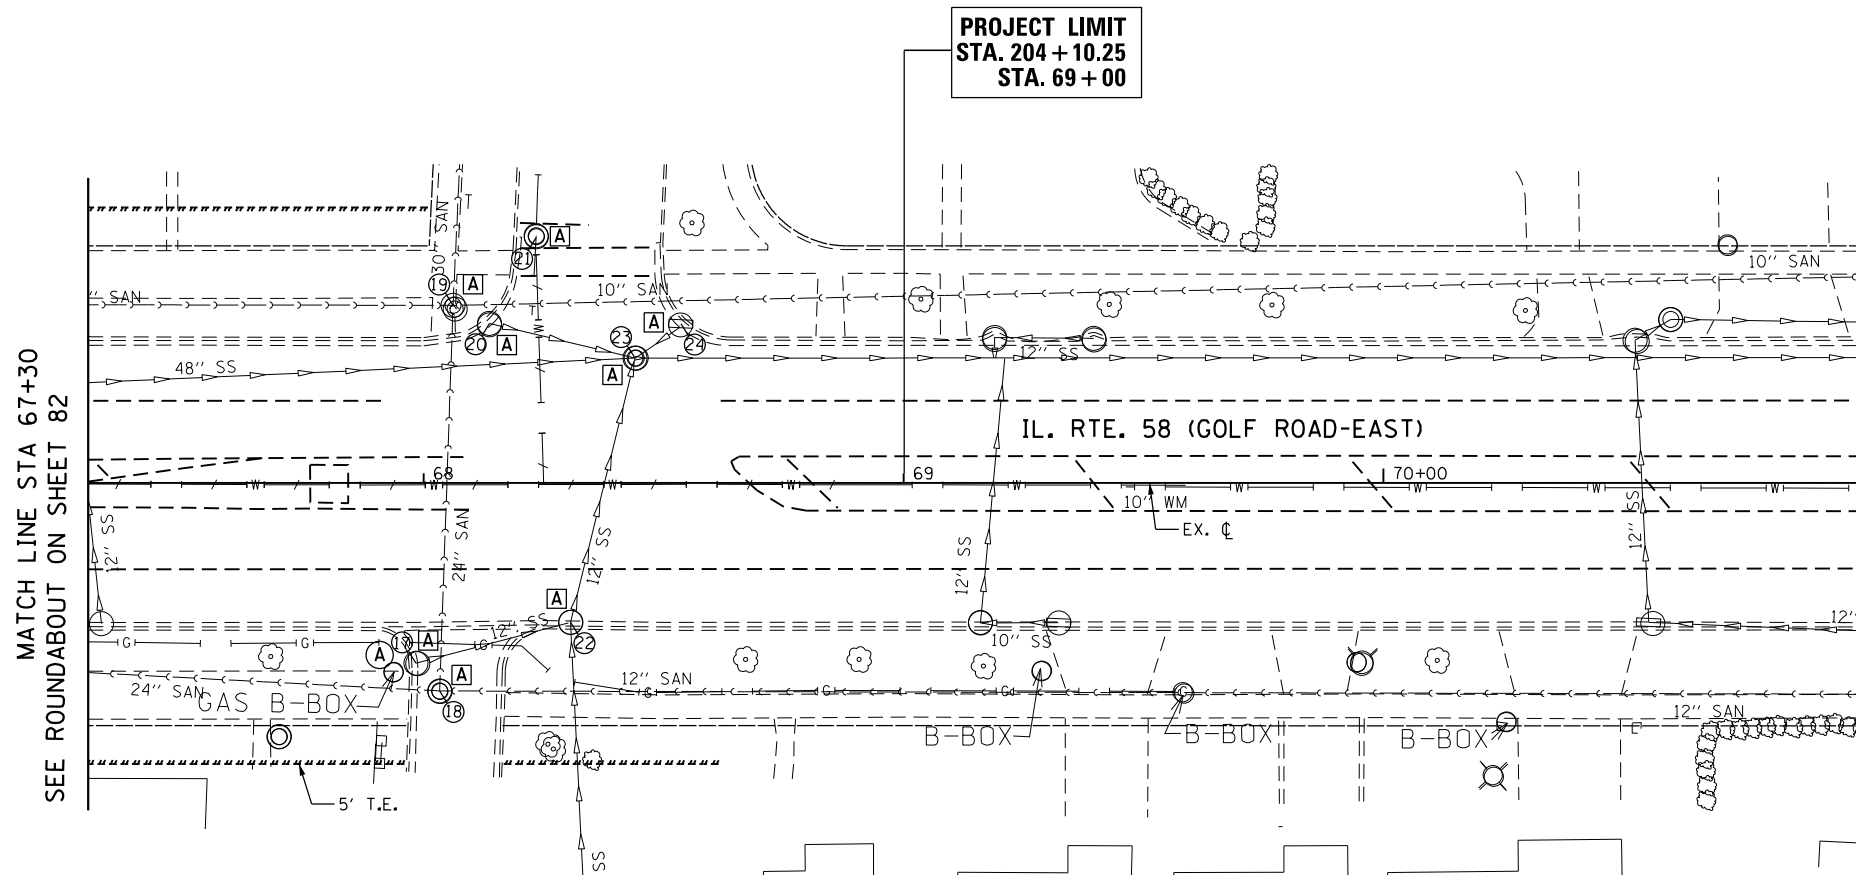 PROJECT LIMIT
STA. 204+10.25
STA. 69+00
MATCH LINE STA 67+30
SEE ROUNDABOUT ON SHEET 82
30" SAN
T
A
21
19
A
" SAN
10" SAN
10" SAN
T
23
A
20
A
24
W
12" SS
48" SS
A
IL. RTE. 58 (GOLF ROAD-EAST)
68
69
70+00
W
W
W
W
W
W
W
W
W
10" WM
EX. ℄
12" SS
24" SAN
12" SS
12" SS
12" SS
A
12" SS
22
10" SS
12"
G
G
G
17
A
A
A
24" SAN
GAS B-BOX
18
12" SAN
G
G
G
G
12" SAN
B-BOX
B-BOX
B-BOX
5' T.E.
SS